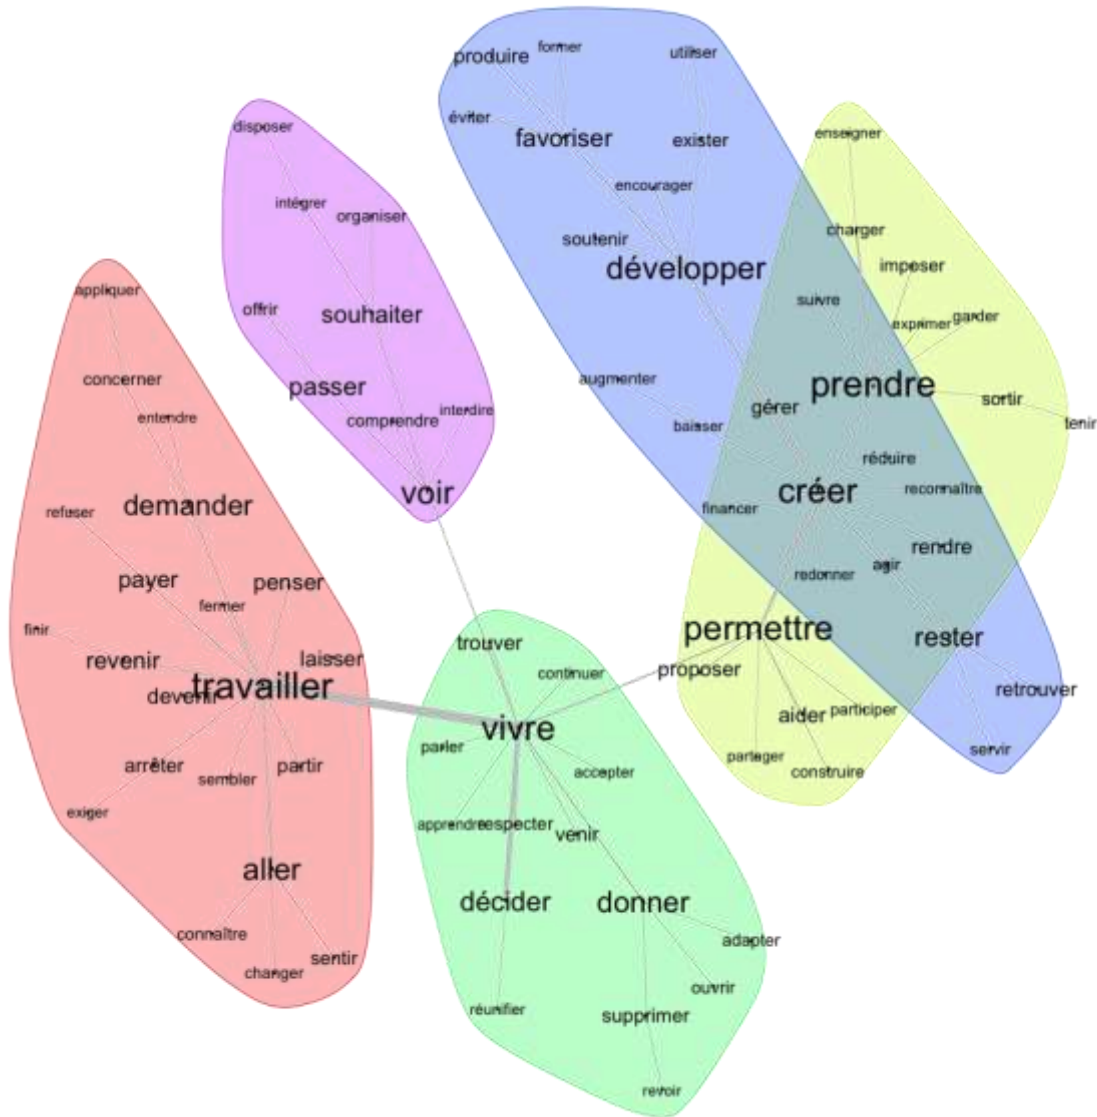 produire
former
utiliser
disposer
éviter
favoriser
exister
enseigner
encourager
intégrer
organiser
charger
soutenir
développer
imposer
appliquer
suivre
offrir
souhaiter
exprimer
garder
concerner
passer
augmenter
prendre
entendre
comprendre
interdire
baisser
gérer
sortir
tenir
réduire
demander
voir
créer
reconnaître
refuser
financer
rendre
agir
payer
penser
redonner
fermer
finir
trouver
permettre
rester
revenir
laisser
continuer
proposer
travailler
devenir
retrouver
vivre
aider
participer
parler
servir
arrêter
sembler
partir
accepter
partager
construire
exiger
apprendre
respecter
venir
aller
décider
donner
connaître
adapter
sentir
changer
ouvrir
réunifier
supprimer
revoir